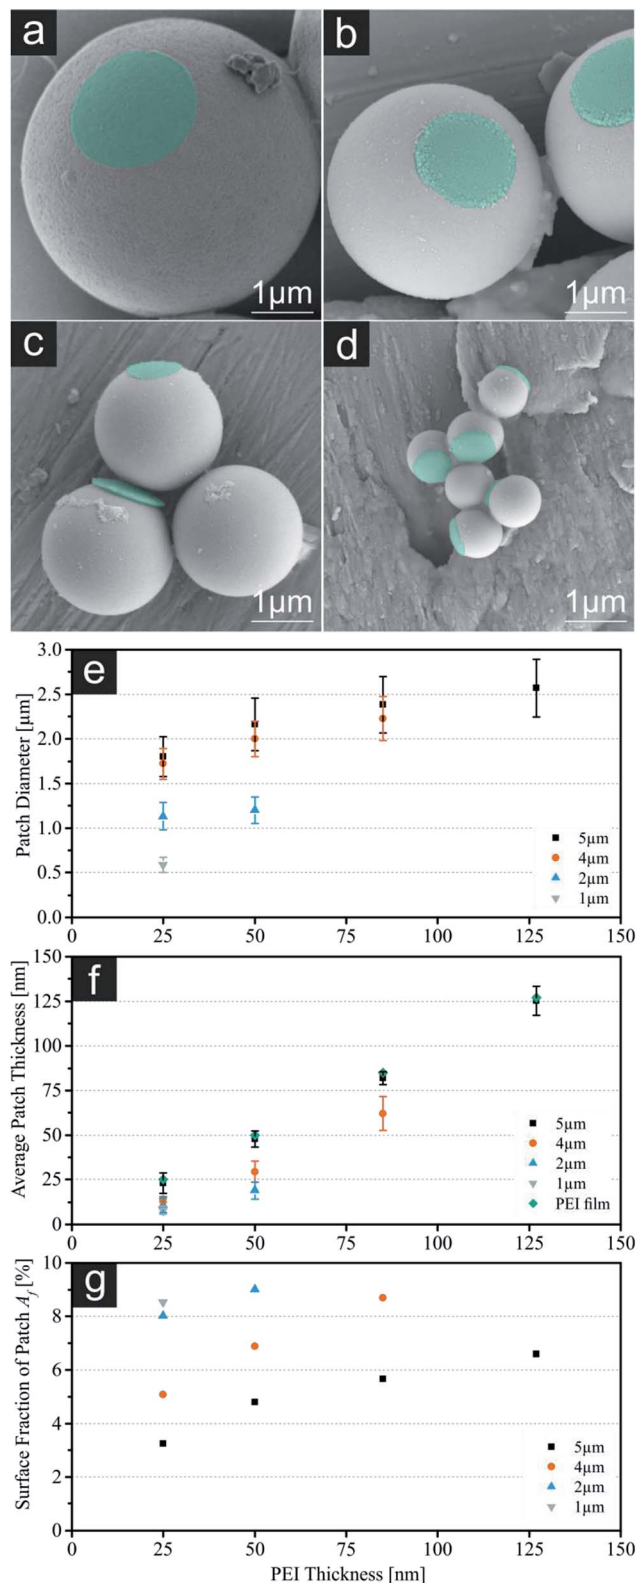 a
b
1µm
1µm
c
d
1µm
1µm
e
3.0
2.5
2.0
1.5
1.0
0.5
0.0
Patch Diameter [µm]
5µm
4µm
2µm
1µm
0 25 50 75 100 125 150
f
150
125
100
75
50
25
0
Average Patch Thickness [nm]
5µm
4µm
2µm
1µm
PEI film
0 25 50 75 100 125 150
g
10
8
6
4
2
0
Surface Fraction of Patch A_f [%]
5µm
4µm
2µm
1µm
0 25 50 75 100 125 150
PEI Thickness [nm]